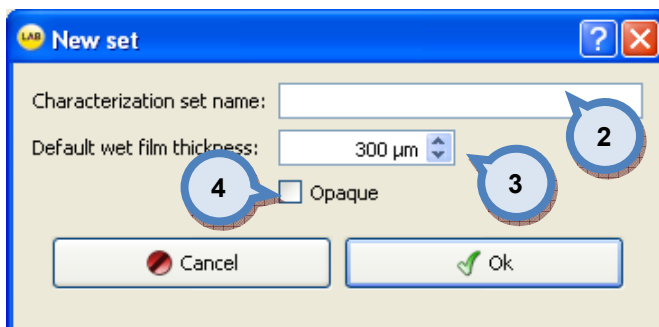 LAB New set ?
Characterization set name:
2
Default wet film thickness: 300 µm
3
4
Opaque
Cancel Ok